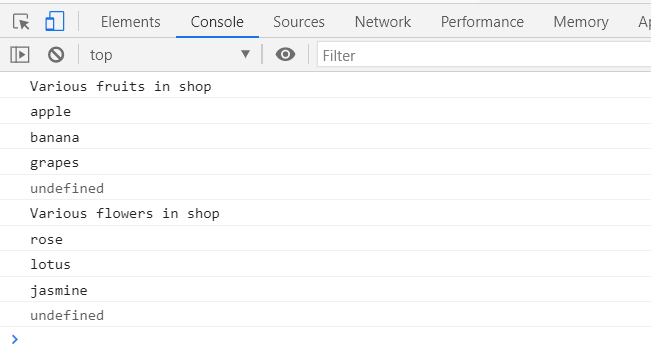 Elements Console Sources Network Performance Memory
top Filter
Various fruits in shop
apple
banana
grapes
undefined
Various flowers in shop
rose
lotus
jasmine
undefined